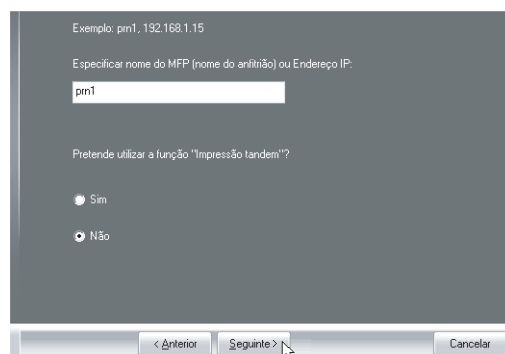 Exemplo: prn1, 192.168.1.15
Especificar nome do MFP (nome do anfitrião) ou Endereço IP:
prn1
Pretende utilizar a função "Impressão tandem"?
Sim
Não
< Anterior
Seguinte >
Cancelar